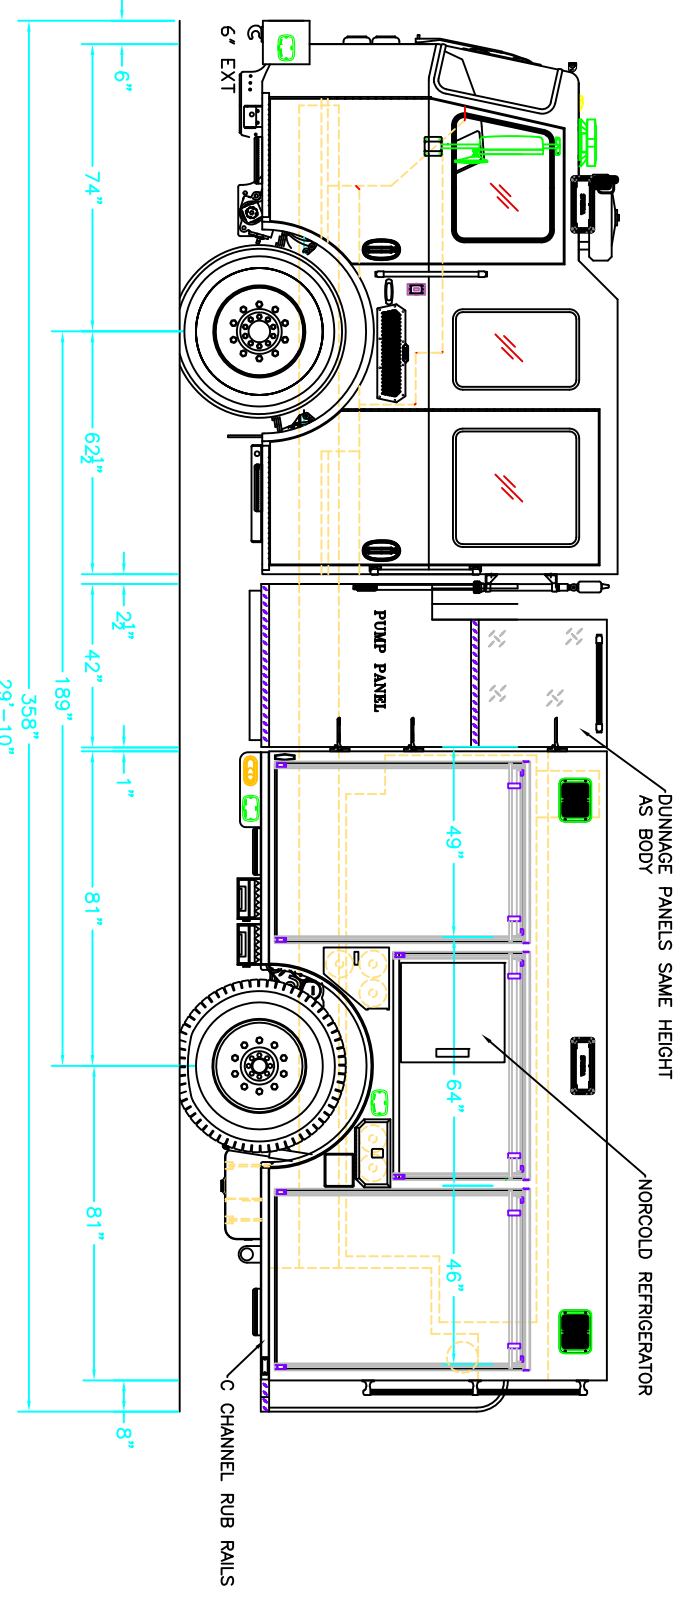 DUNNAGE PANELS SAME HEIGHT
AS BODY
NORCOLD REFRIGERATOR
PUMP PANEL
49"
64"
46"
6" EXT
C CHANNEL RUB RAILS
6"
2½"
1"
8"
74"
62½"
42"
81"
81"
189"
358"
29'-10"